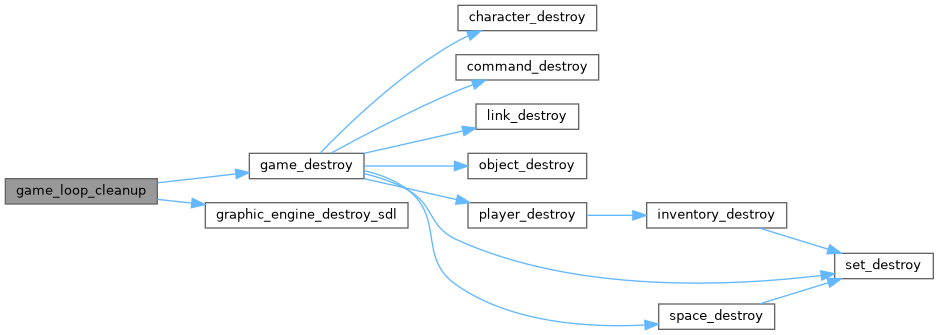 character_destroy
command_destroy
link_destroy
game_destroy
object_destroy
game_loop_cleanup
graphic_engine_destroy_sdl
player_destroy
inventory_destroy
set_destroy
space_destroy